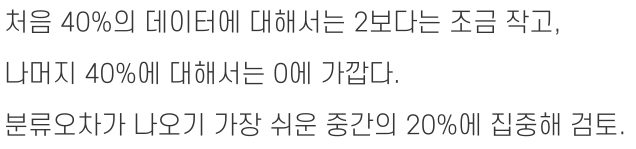 처음 40%의 데이터에 대해서는 2보다는 조금 작고,
나머지 40%에 대해서는 0에 가깝다.
분류오차가 나오기 가장 쉬운 중간의 20%에 집중해 검토.